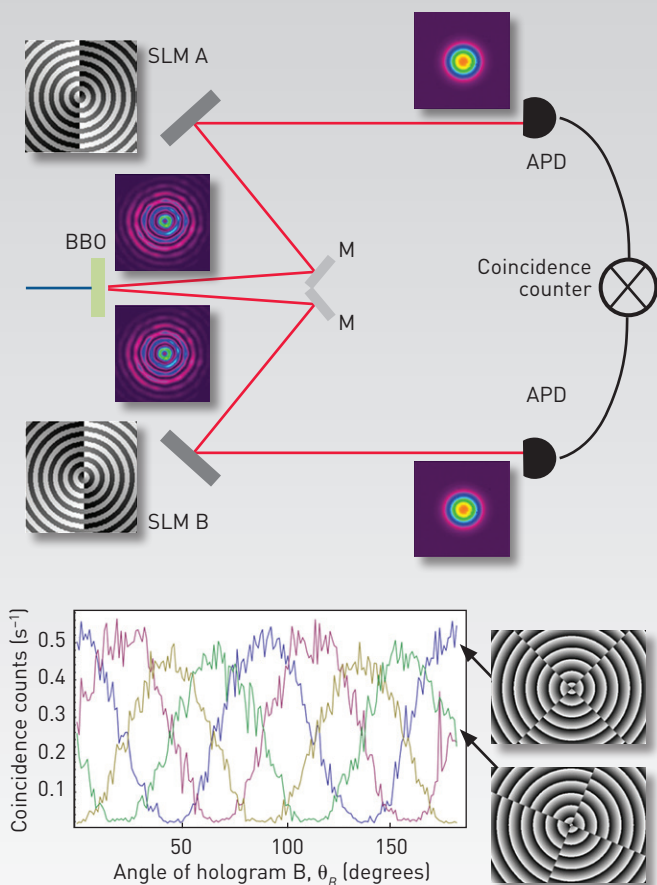 SLM A
APD
BBO
M
M
Coincidence
counter
APD
SLM B
Coincidence counts (s⁻¹)
0.5
0.4
0.3
0.2
0.1
50
100
150
Angle of hologram B, θ_B (degrees)